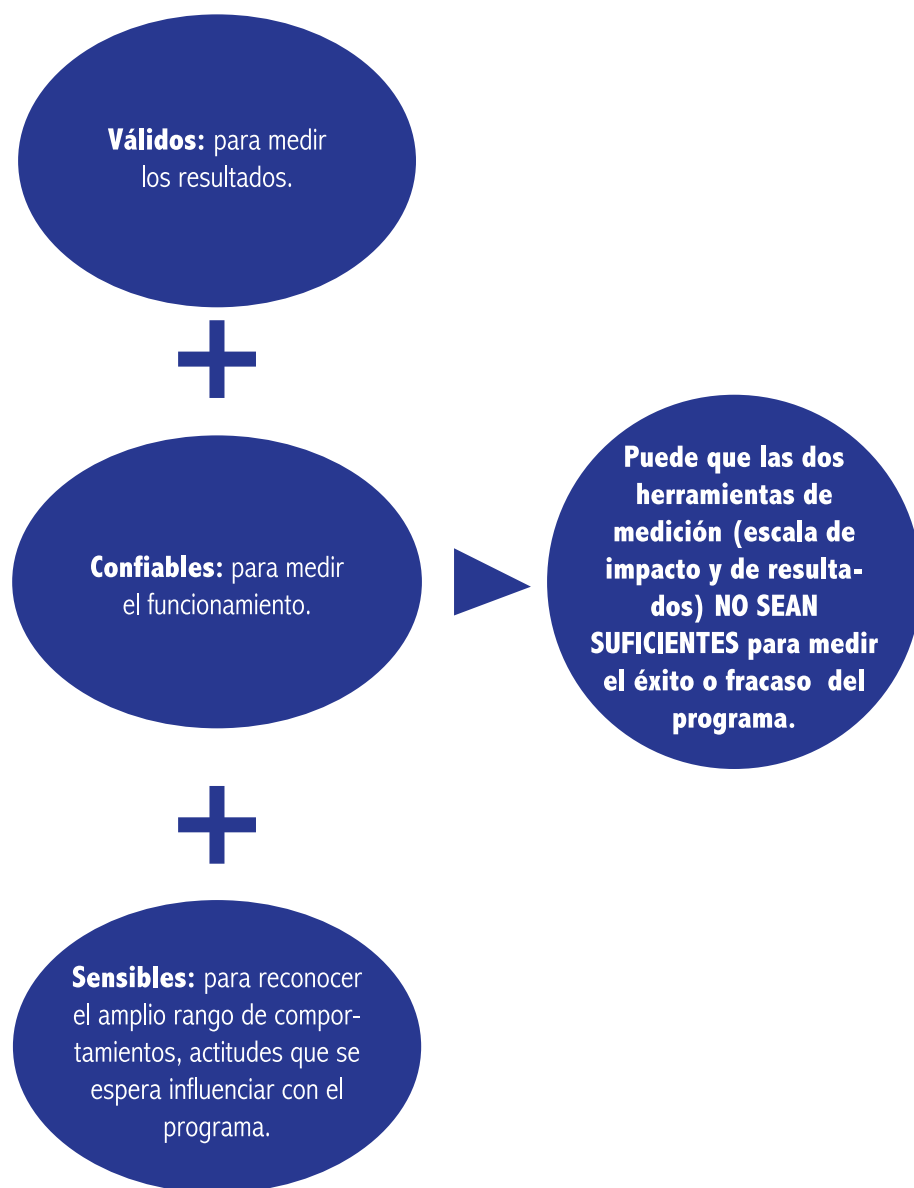 Válidos: para medir
los resultados.
+
Confiables: para medir
el funcionamiento.
Puede que las dos
herramientas de
medición (escala de
impacto y de resulta-
dos) NO SEAN
SUFICIENTES para medir
el éxito o fracaso del
programa.
+
Sensibles: para reconocer
el amplio rango de compor-
tamientos, actitudes que se
espera influenciar con el
programa.